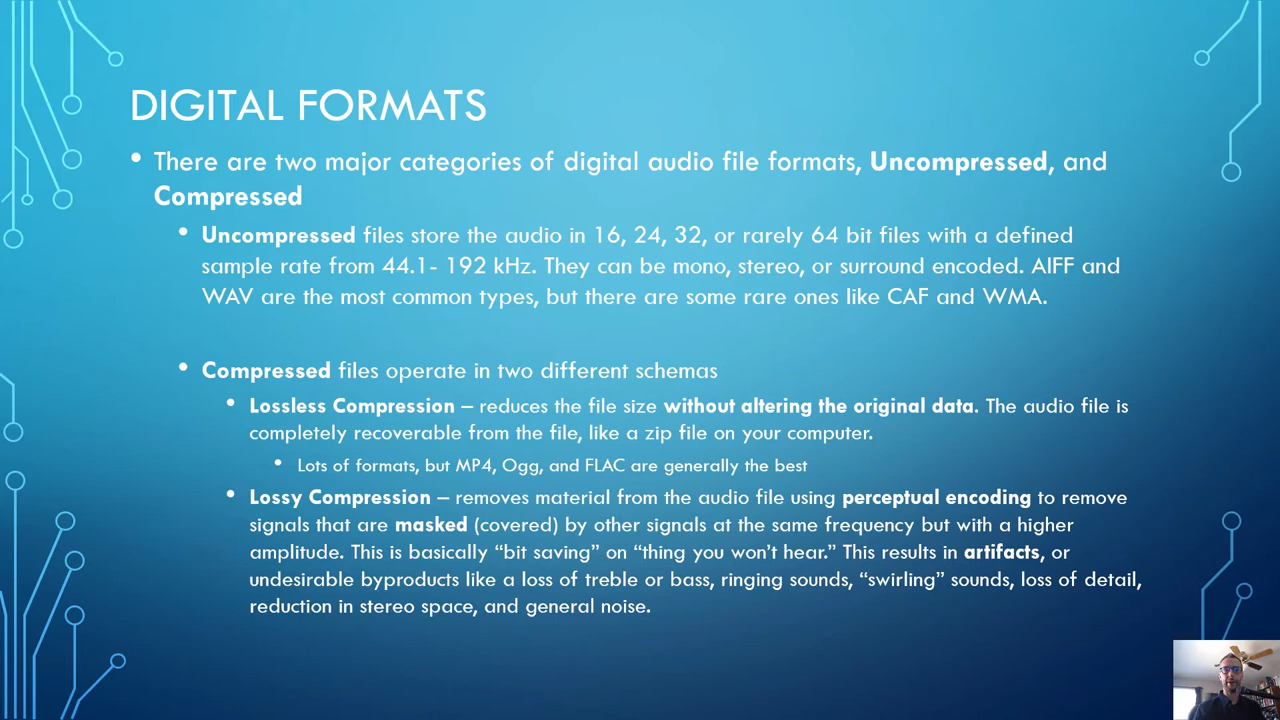 DIGITAL FORMATS
• There are two major categories of digital audio file formats, Uncompressed, and
Compressed
• Uncompressed files store the audio in 16, 24, 32, or rarely 64 bit files with a defined
sample rate from 44.1- 192 kHz. They can be mono, stereo, or surround encoded. AIFF and
WAV are the most common types, but there are some rare ones like CAF and WMA.
• Compressed files operate in two different schemas
• Lossless Compression – reduces the file size without altering the original data. The audio file is
completely recoverable from the file, like a zip file on your computer.
• Lots of formats, but MP4, Ogg, and FLAC are generally the best
• Lossy Compression – removes material from the audio file using perceptual encoding to remove
signals that are masked (covered) by other signals at the same frequency but with a higher
amplitude. This is basically “bit saving” on “thing you won’t hear.” This results in artifacts, or
undesirable byproducts like a loss of treble or bass, ringing sounds, “swirling” sounds, loss of detail,
reduction in stereo space, and general noise.